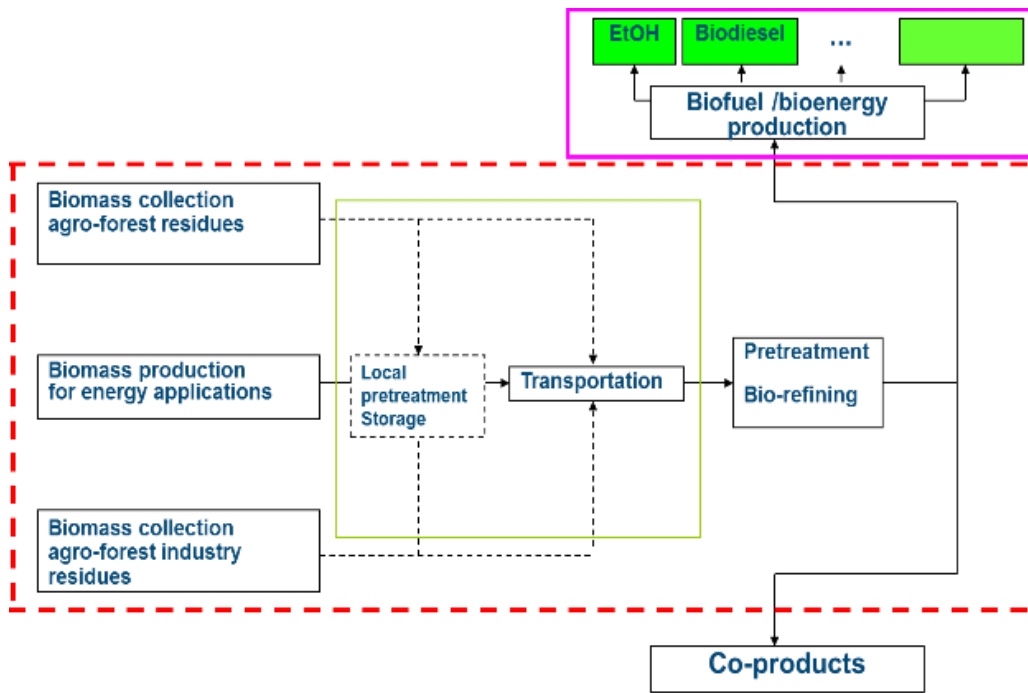 EtOH
Biodiesel
...
Biofuel /bioenergy
production
Biomass collection
agro-forest residues
Biomass production
for energy applications
Local
pretreatment
Storage
Transportation
Pretreatment
Bio-refining
Biomass collection
agro-forest industry
residues
Co-products